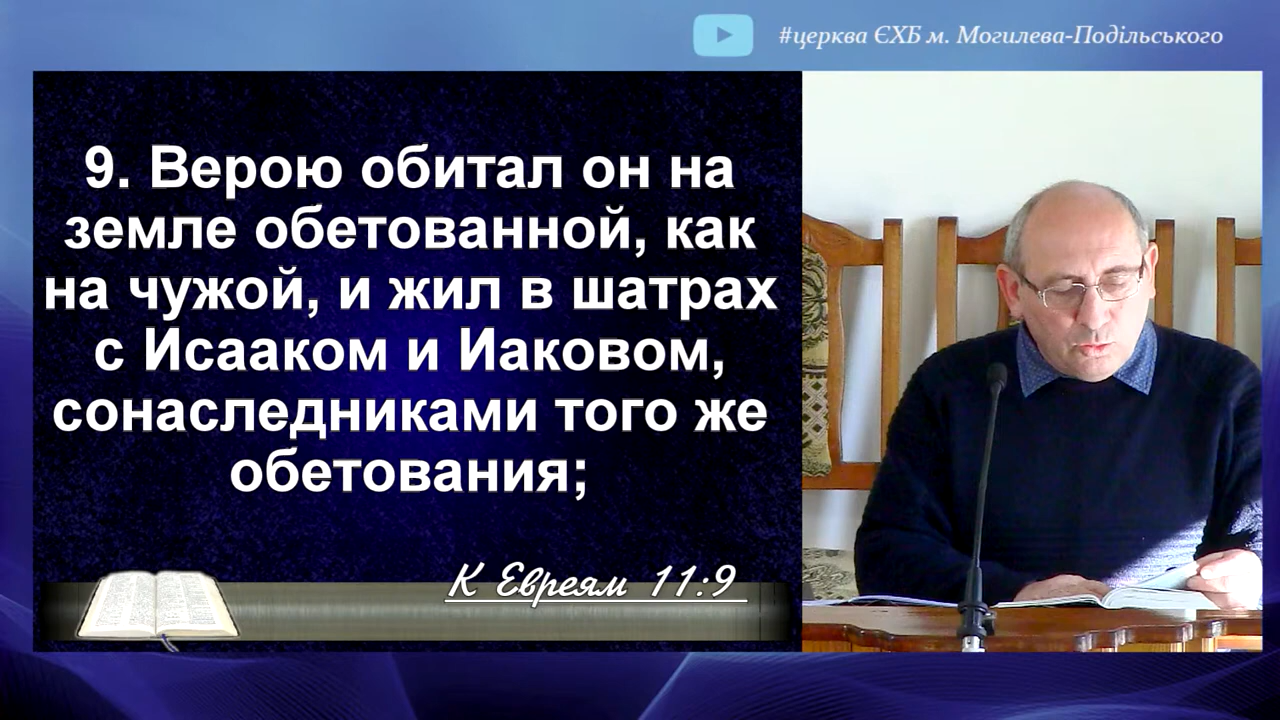 #церква ЄХБ м. Могилева-Подільського
9. Верою обитал он на
земле обетованной, как
на чужой, и жил в шатрах
с Исааком и Иаковом,
сонаследниками того же
обетования;
К Евреям 11:9